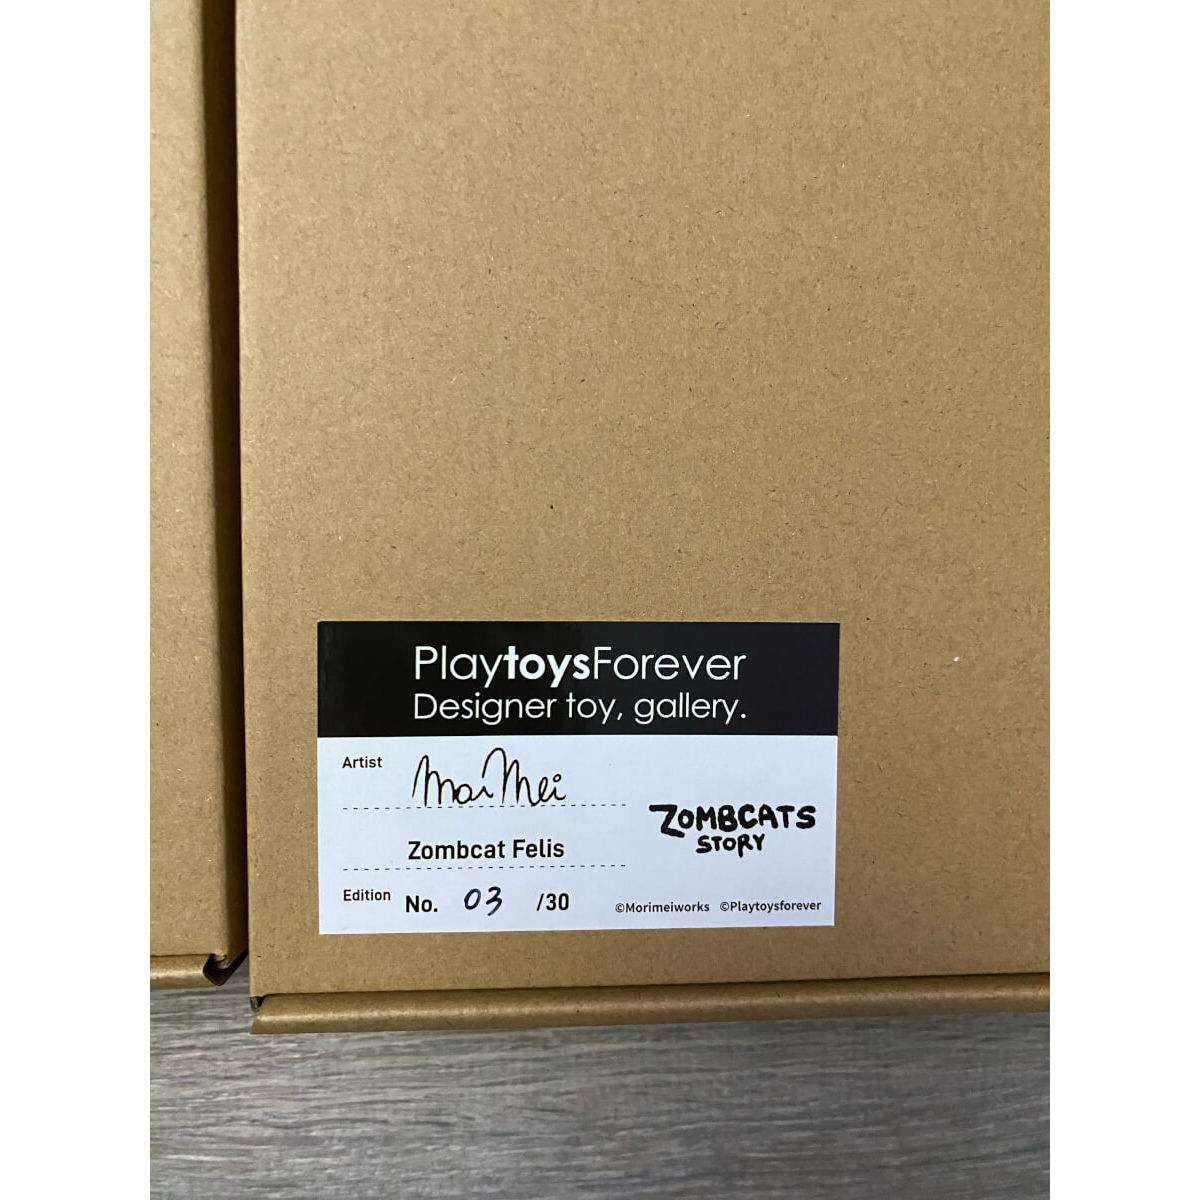 PlaytoysForever
Designer toy, gallery.
Artist MoriMei
Zombcat Felis
ZOMBCATS
STORY
Edition No. 03 /30
©Morimeiworks ©Playtoysforever